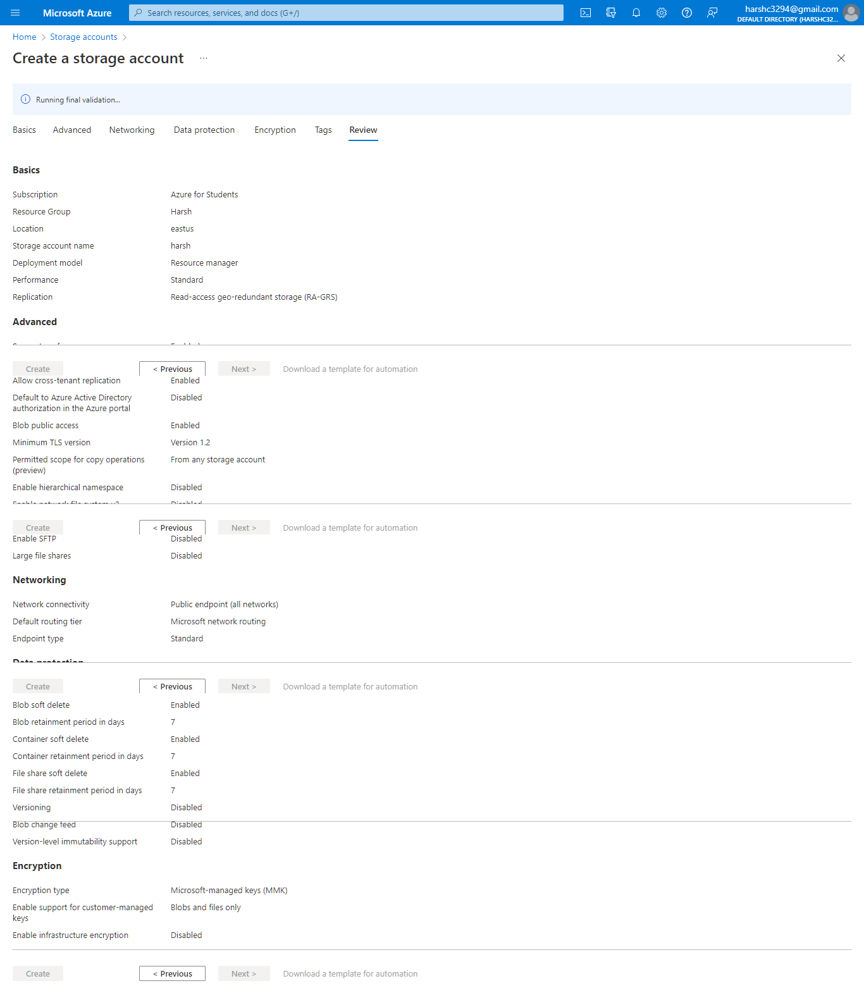 Microsoft Azure
Search resources, services, and docs (G+/)
harshc3294@gmail.com
DEFAULT DIRECTORY (HARSHC32...
Home > Storage accounts >
Create a storage account ...
Running final validation...
Basics Advanced Networking Data protection Encryption Tags Review
Basics
Subscription Azure for Students
Resource Group Harsh
Location eastus
Storage account name harsh
Deployment model Resource manager
Performance Standard
Replication Read-access geo-redundant storage (RA-GRS)
Advanced
Create < Previous Next > Download a template for automation
Allow cross-tenant replication Enabled
Default to Azure Active Directory Disabled
authorization in the Azure portal
Blob public access Enabled
Minimum TLS version Version 1.2
Permitted scope for copy operations From any storage account
(preview)
Enable hierarchical namespace Disabled
Create < Previous Next > Download a template for automation
Enable SFTP Disabled
Large file shares Disabled
Networking
Network connectivity Public endpoint (all networks)
Default routing tier Microsoft network routing
Endpoint type Standard
Data protection
Create < Previous Next > Download a template for automation
Blob soft delete Enabled
Blob retainment period in days 7
Container soft delete Enabled
Container retainment period in days 7
File share soft delete Enabled
File share retainment period in days 7
Versioning Disabled
Blob change feed Disabled
Version-level immutability support Disabled
Encryption
Encryption type Microsoft-managed keys (MMK)
Enable support for customer-managed Blobs and files only
keys
Enable infrastructure encryption Disabled
Create < Previous Next > Download a template for automation